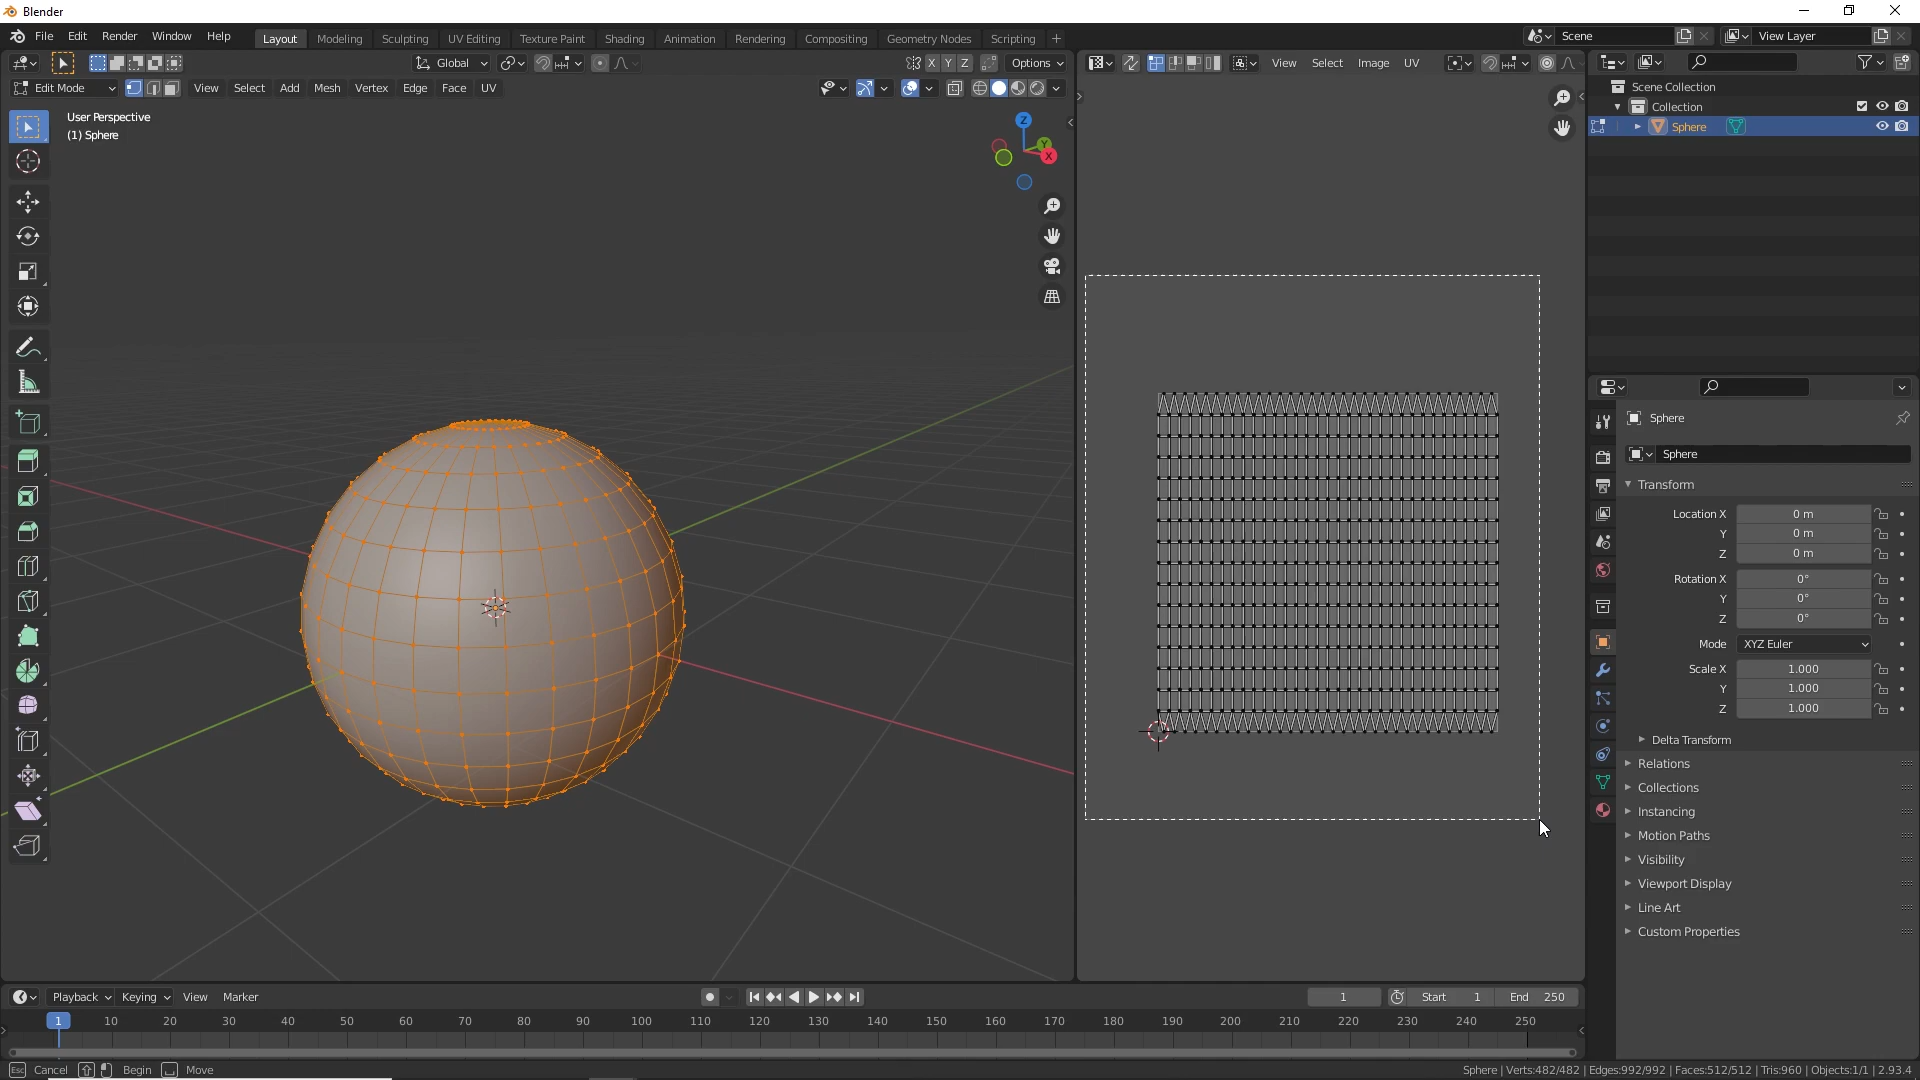 Blender
File Edit Render Window Help
Layout Modeling Sculpting UV Editing Texture Paint Shading Animation Rendering Compositing Geometry Nodes Scripting +
Scene
View Layer
Global
X Y Z
Options
View Select Image UV
Edit Mode
View Select Add Mesh Vertex Edge Face UV
User Perspective
(1) Sphere
Z
Y
X
Scene Collection
Collection
Sphere
Sphere
Sphere
Transform
Location X 0 m
Y 0 m
Z 0 m
Rotation X 0°
Y 0°
Z 0°
Mode XYZ Euler
Scale X 1.000
Y 1.000
Z 1.000
Delta Transform
Relations
Collections
Instancing
Motion Paths
Visibility
Viewport Display
Line Art
Custom Properties
Playback Keying View Marker
1 Start 1 End 250
1 10 20 30 40 50 60 70 80 90 100 110 120 130 140 150 160 170 180 190 200 210 220 230 240 250
Esc Cancel Begin Move
Sphere | Verts:482/482 | Edges:992/992 | Faces:512/512 | Tris:960 | Objects:1/1 | 2.93.4